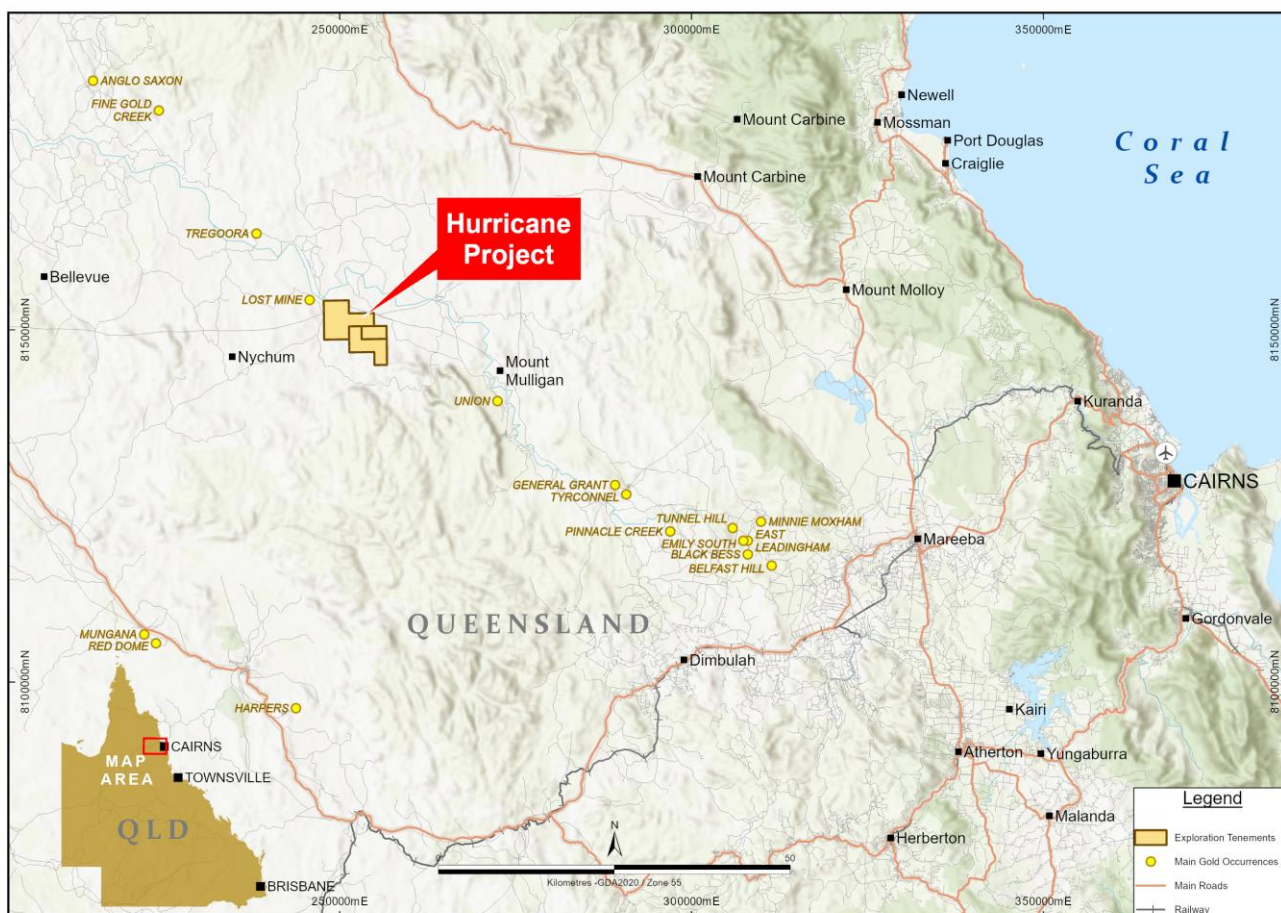 250000mE
300000mE
350000mE
ANGLO SAXON
FINE GOLD
CREEK
Newell
Mount Carbine
Mossman
Port Douglas
Craiglie
Coral
Sea
Mount Carbine
Hurricane
Project
TREGOORA
Bellevue
LOST MINE
Mount Molloy
8150000mN
8150000mN
Nychum
Mount
Mulligan
UNION
Kuranda
GENERAL GRANT
TYRCONNEL
CAIRNS
TUNNEL HILL
MINNIE MOXHAM
PINNACLE CREEK
EAST
LEADINGHAM
EMILY SOUTH
BLACK BESS
BELFAST HILL
Mareeba
QUEENSLAND
Gordonvale
MUNGANA
RED DOME
Dimbulah
8100000mN
8100000mN
HARPERS
Kairi
CAIRNS
MAP
AREA
TOWNSVILLE
QLD
BRISBANE
Atherton
Yungaburra
Malanda
Herberton
N
0
50
Kilometres -GDA2020 / Zone 55
Legend
Exploration Tenements
Main Gold Occurrences
Main Roads
Railway
250000mE
300000mE
350000mE